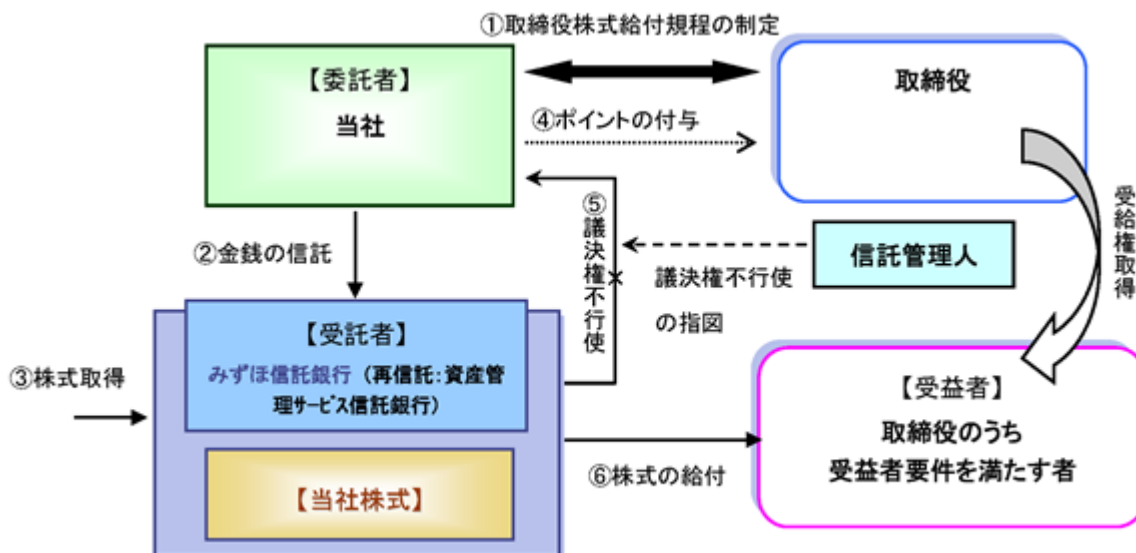 ①取締役株式給付規程の制定
【委託者】
当社
取締役
④ポイントの付与
⑤議決権不行使
受給権取得
②金銭の信託
信託管理人
議決権不行使
の指図
【受託者】
みずほ信託銀行（再信託：資産管
理サービス信託銀行）
③株式取得
【受益者】
取締役のうち
受益者要件を満たす者
⑥株式の給付
【当社株式】